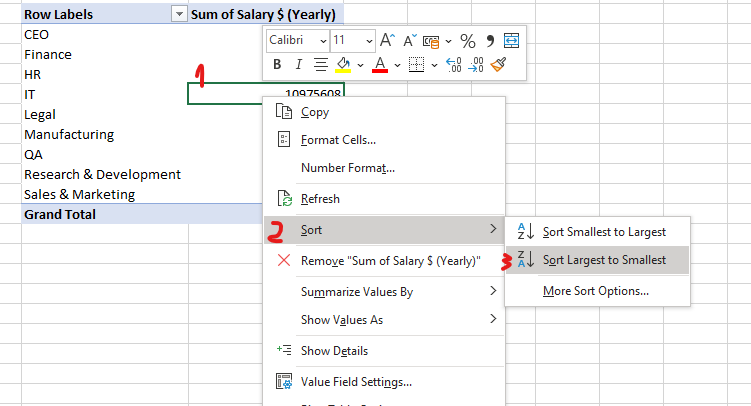 Row Labels Sum of Salary $ (Yearly)
CEO
Finance
HR
IT 10975608
Legal
Manufacturing
QA
Research & Development
Sales & Marketing
Grand Total
1
Calibri 11 A A % 9
B I A .00 .00
Copy
Format Cells...
Number Format...
Refresh
2 Sort
Remove "Sum of Salary $ (Yearly)"
Summarize Values By
Show Values As
Show Details
Value Field Settings...
A Z Sort Smallest to Largest
3 Z A Sort Largest to Smallest
More Sort Options...